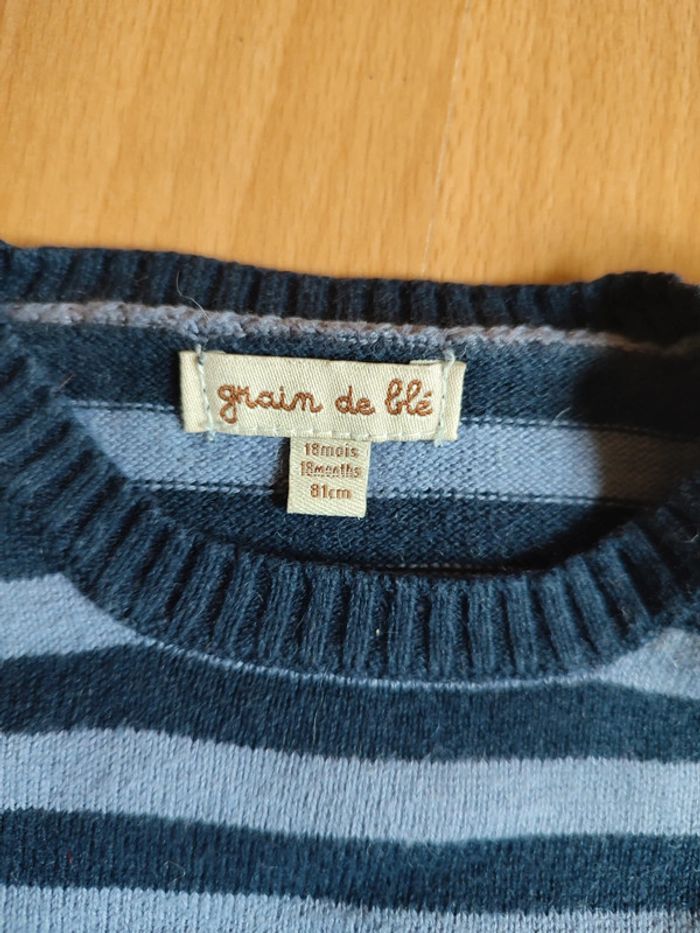 grain de blé
18mois
18months
81cm